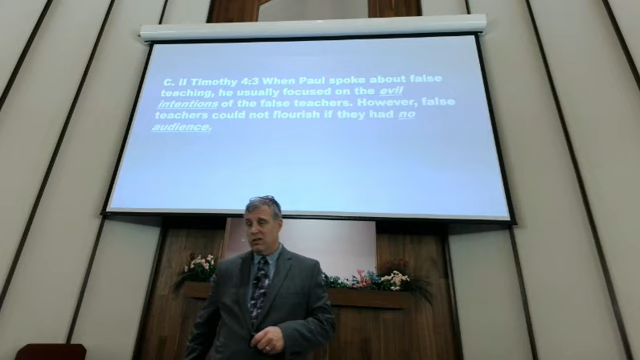 C. II Timothy 4:3 When Paul spoke about false
teaching, he usually focused on the evil
intentions of the false teachers. However, false
teachers could not flourish if they had no
audience.